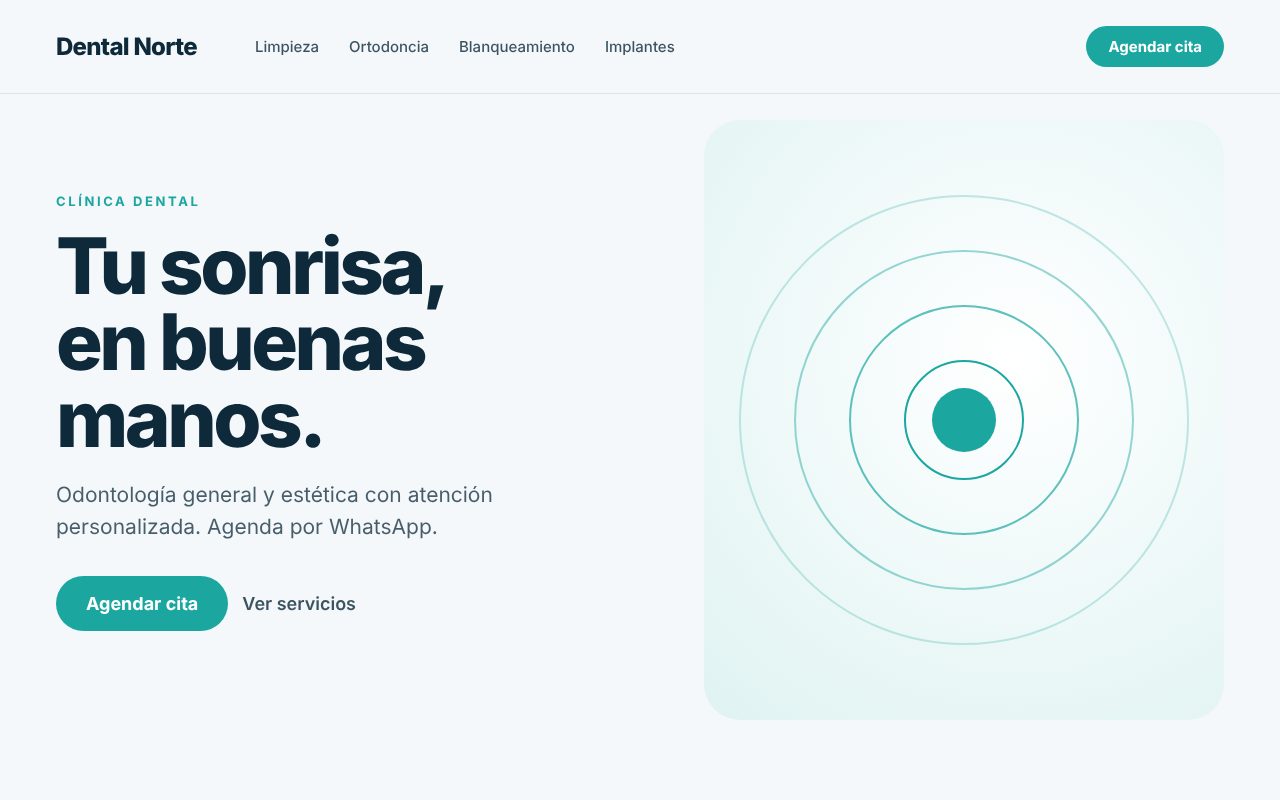 Dental Norte
Limpieza
Ortodoncia
Blanqueamiento
Implantes
Agendar cita
CLÍNICA DENTAL
Tu sonrisa,
en buenas
manos.
Odontología general y estética con atención
personalizada. Agenda por WhatsApp.
Agendar cita
Ver servicios